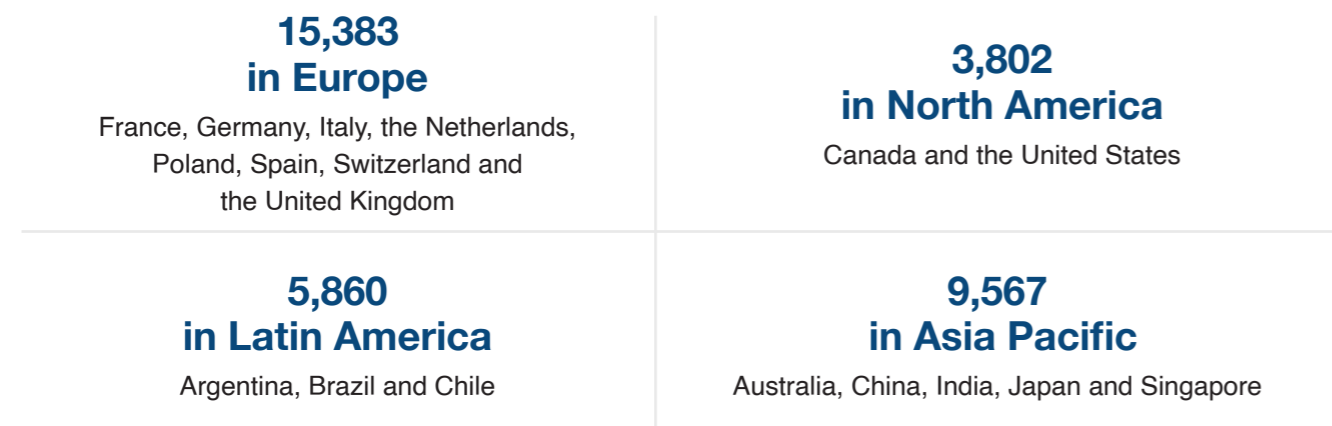 15,383
in Europe
France, Germany, Italy, the Netherlands,
Poland, Spain, Switzerland and
the United Kingdom
3,802
in North America
Canada and the United States
5,860
in Latin America
Argentina, Brazil and Chile
9,567
in Asia Pacific
Australia, China, India, Japan and Singapore